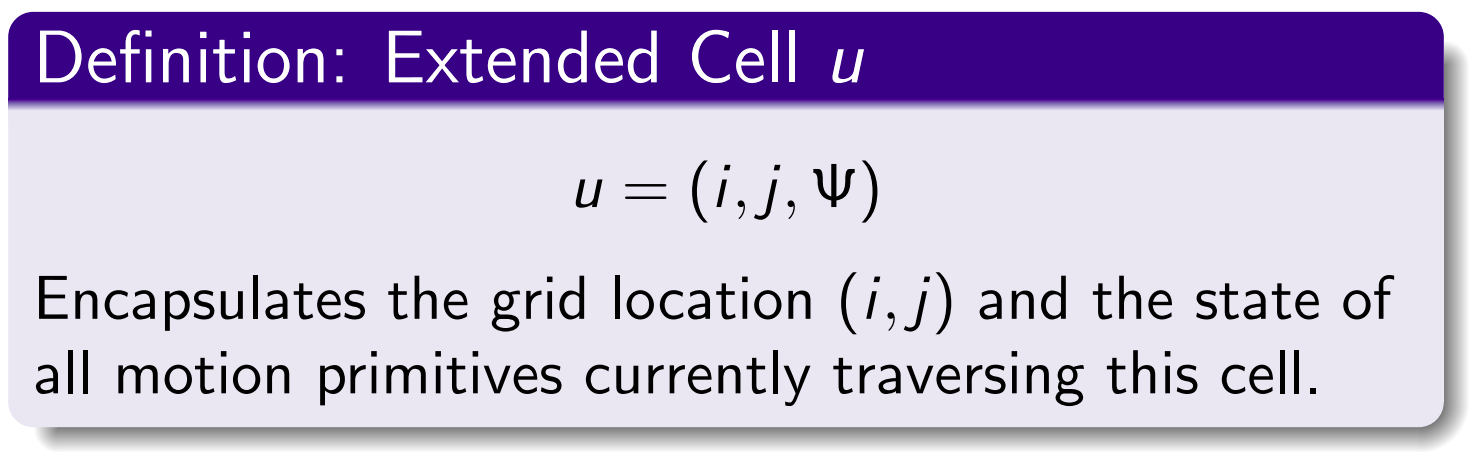 Definition: Extended Cell u
u = (i, j, Ψ)
Encapsulates the grid location (i, j) and the state of
all motion primitives currently traversing this cell.